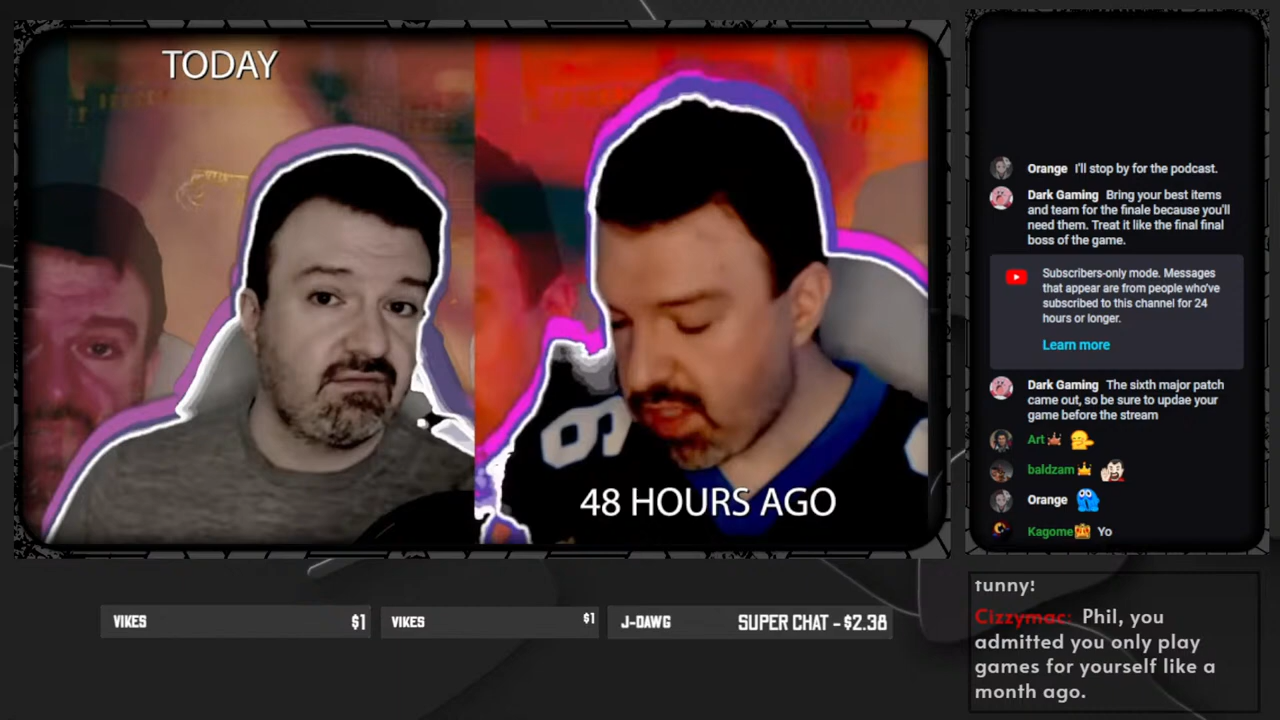 TODAY
48 HOURS AGO
Orange I'll stop by for the podcast.
Dark Gaming Bring your best items
and team for the finale because you'll
need them. Treat it like the final final
boss of the game.
Subscribers-only mode. Messages
that appear are from people who've
subscribed to this channel for 24
hours or longer.
Learn more
Dark Gaming The sixth major patch
came out, so be sure to updae your
game before the stream
Art
baldzam
Orange
Kagome Yo
VIKES $1
VIKES $1
J-DAWG SUPER CHAT - $2.38
funny!
Cizzymac: Phil, you
admitted you only play
games for yourself like a
month ago.